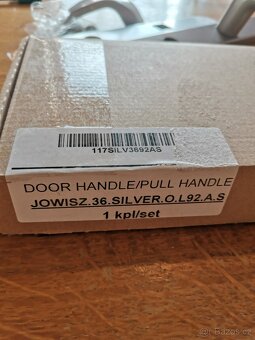 117SILV3692AS
DOOR HANDLE/PULL HANDLE
JOWISZ.36.SILVER.O.L92.A.S
1 kpl/set